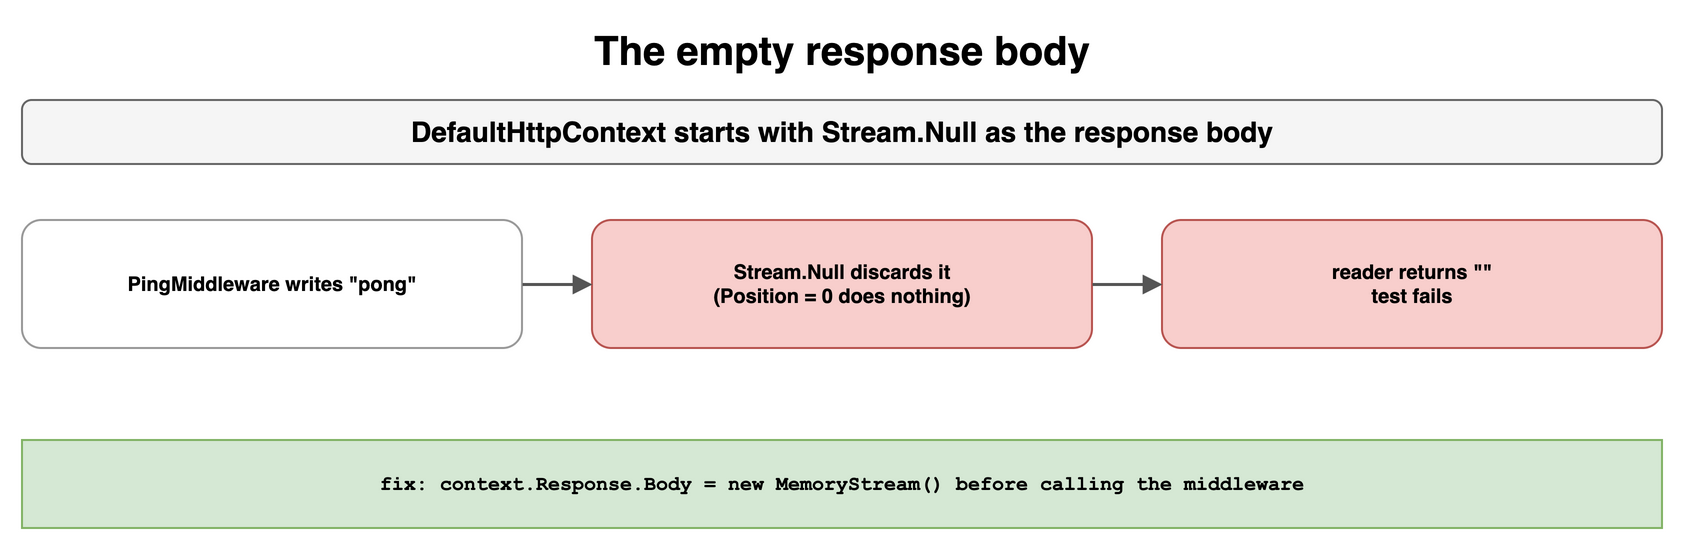 The empty response body
DefaultHttpContext starts with Stream.Null as the response body
PingMiddleware writes "pong"
Stream.Null discards it
(Position = 0 does nothing)
reader returns ""
test fails
fix: context.Response.Body = new MemoryStream() before calling the middleware